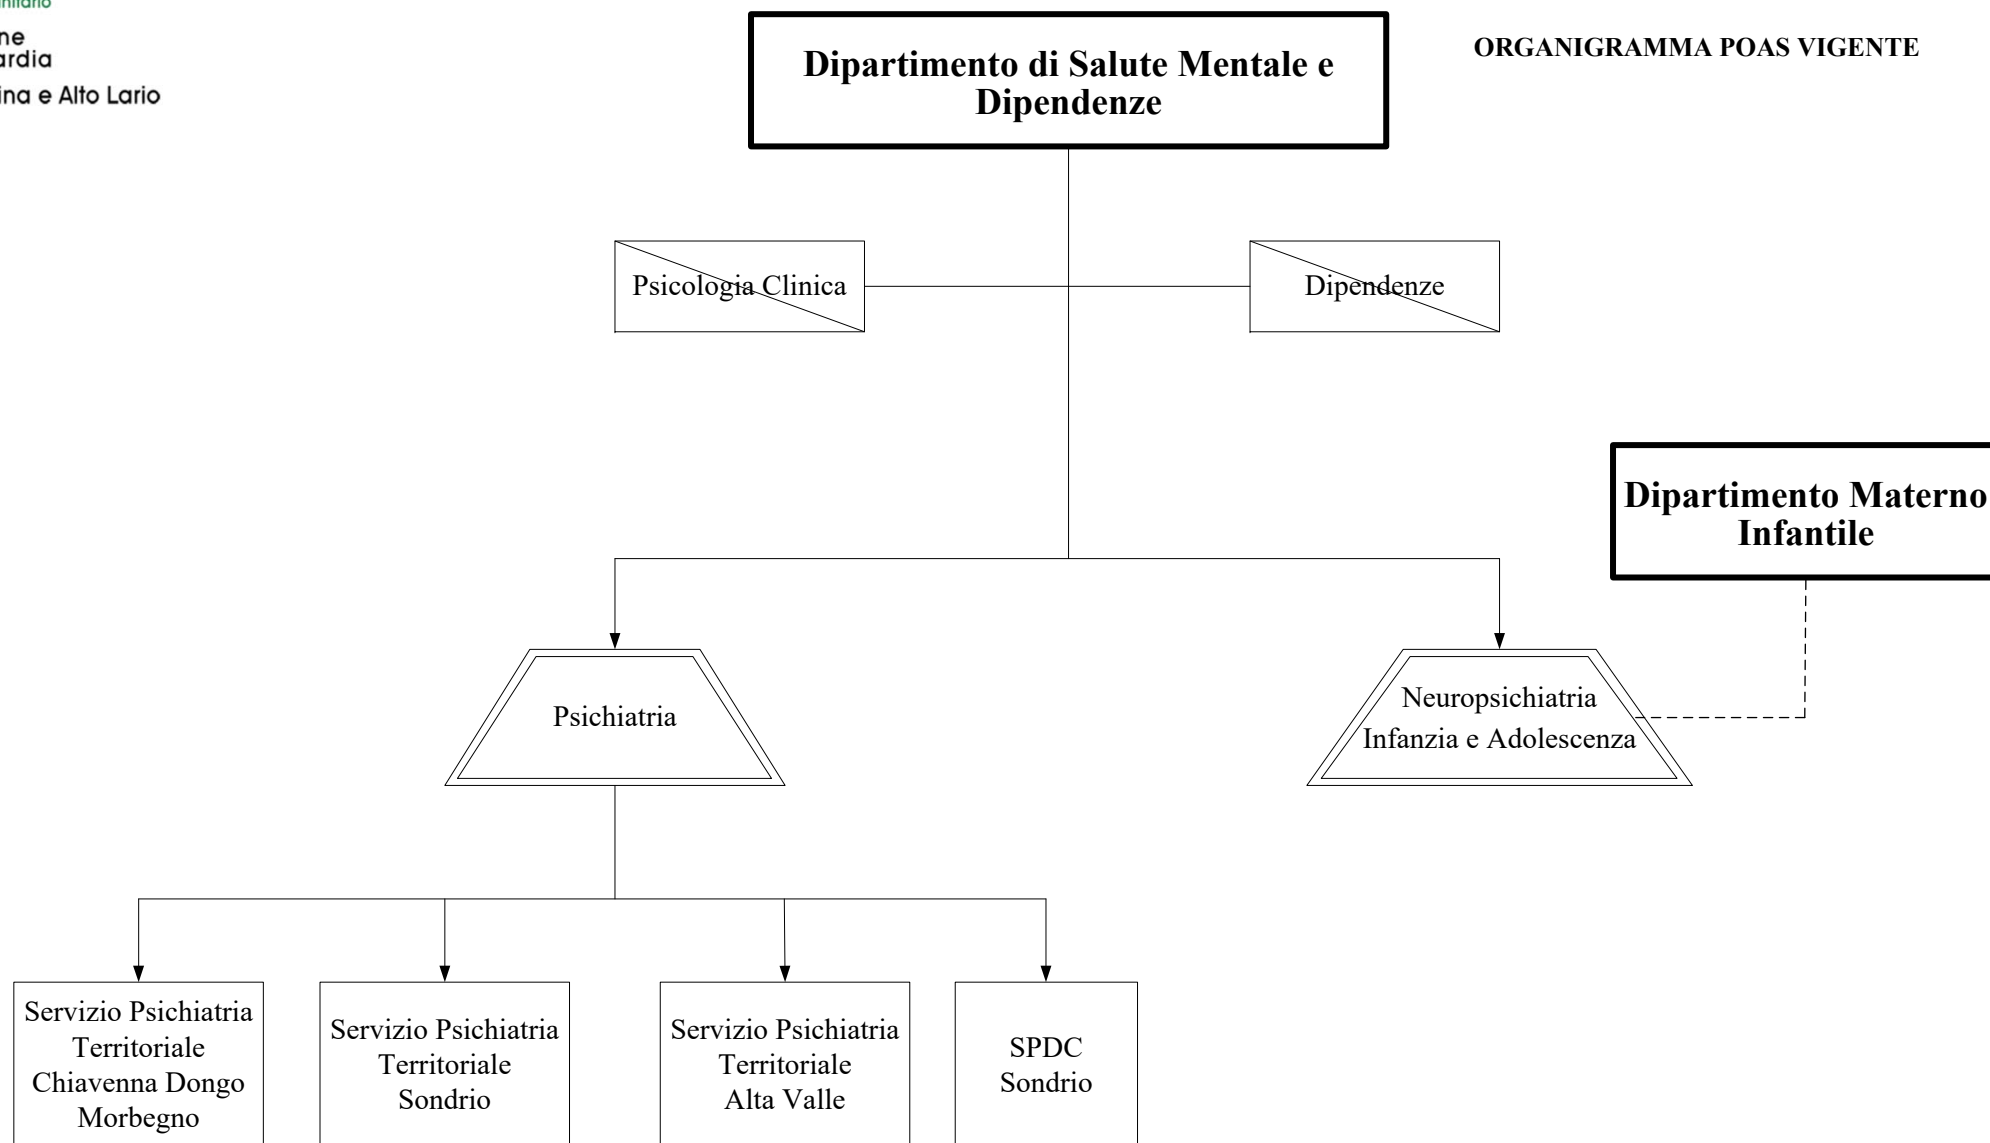 ne
ardia
ina e Alto Lario
Dipartimento di Salute Mentale e
Dipendenze
ORGANIGRAMMA POAS VIGENTE
Psicologia Clinica
Dipendenze
Dipartimento Materno
Infantile
Psichiatria
Neuropsichiatria
Infanzia e Adolescenza
Servizio Psichiatria
Territoriale
Chiavenna Dongo
Morbegno
Servizio Psichiatria
Territoriale
Sondrio
Servizio Psichiatria
Territoriale
Alta Valle
SPDC
Sondrio